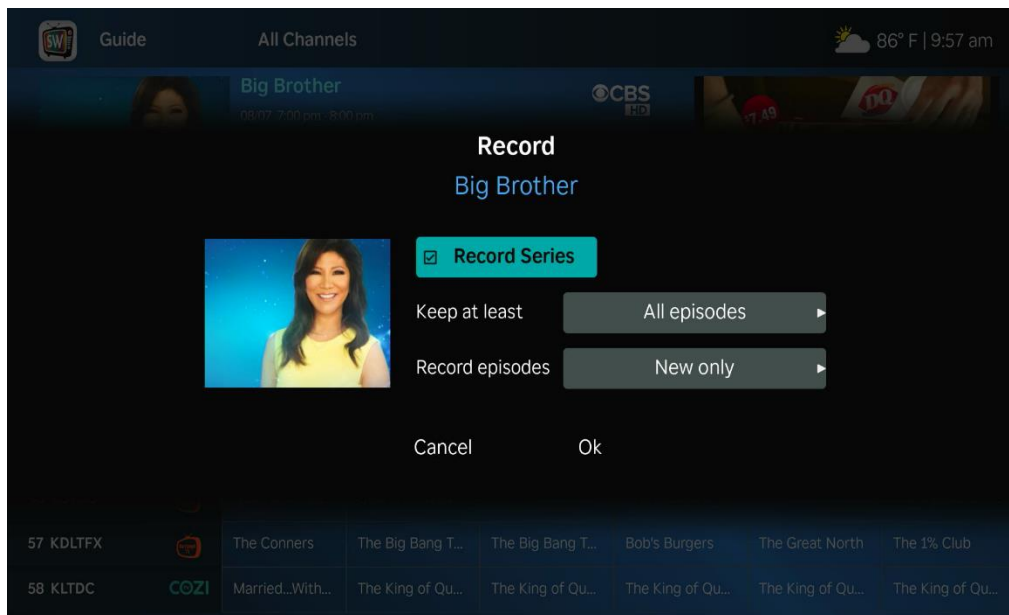 SW Guide All Channels 86° F | 9:57 am
Big Brother CBS
08/07 7:00 pm - 8:00 pm HD
$7.49 DQ
Record
Big Brother
Record Series
Keep at least All episodes
Record episodes New only
Cancel Ok
57 KDLTFX The Conners The Big Bang T... The Big Bang T... Bob's Burgers The Great North The 1% Club
58 KLTDC COZI Married...With... The King of Qu... The King of Qu... The King of Qu... The King of Qu... The King of Qu...